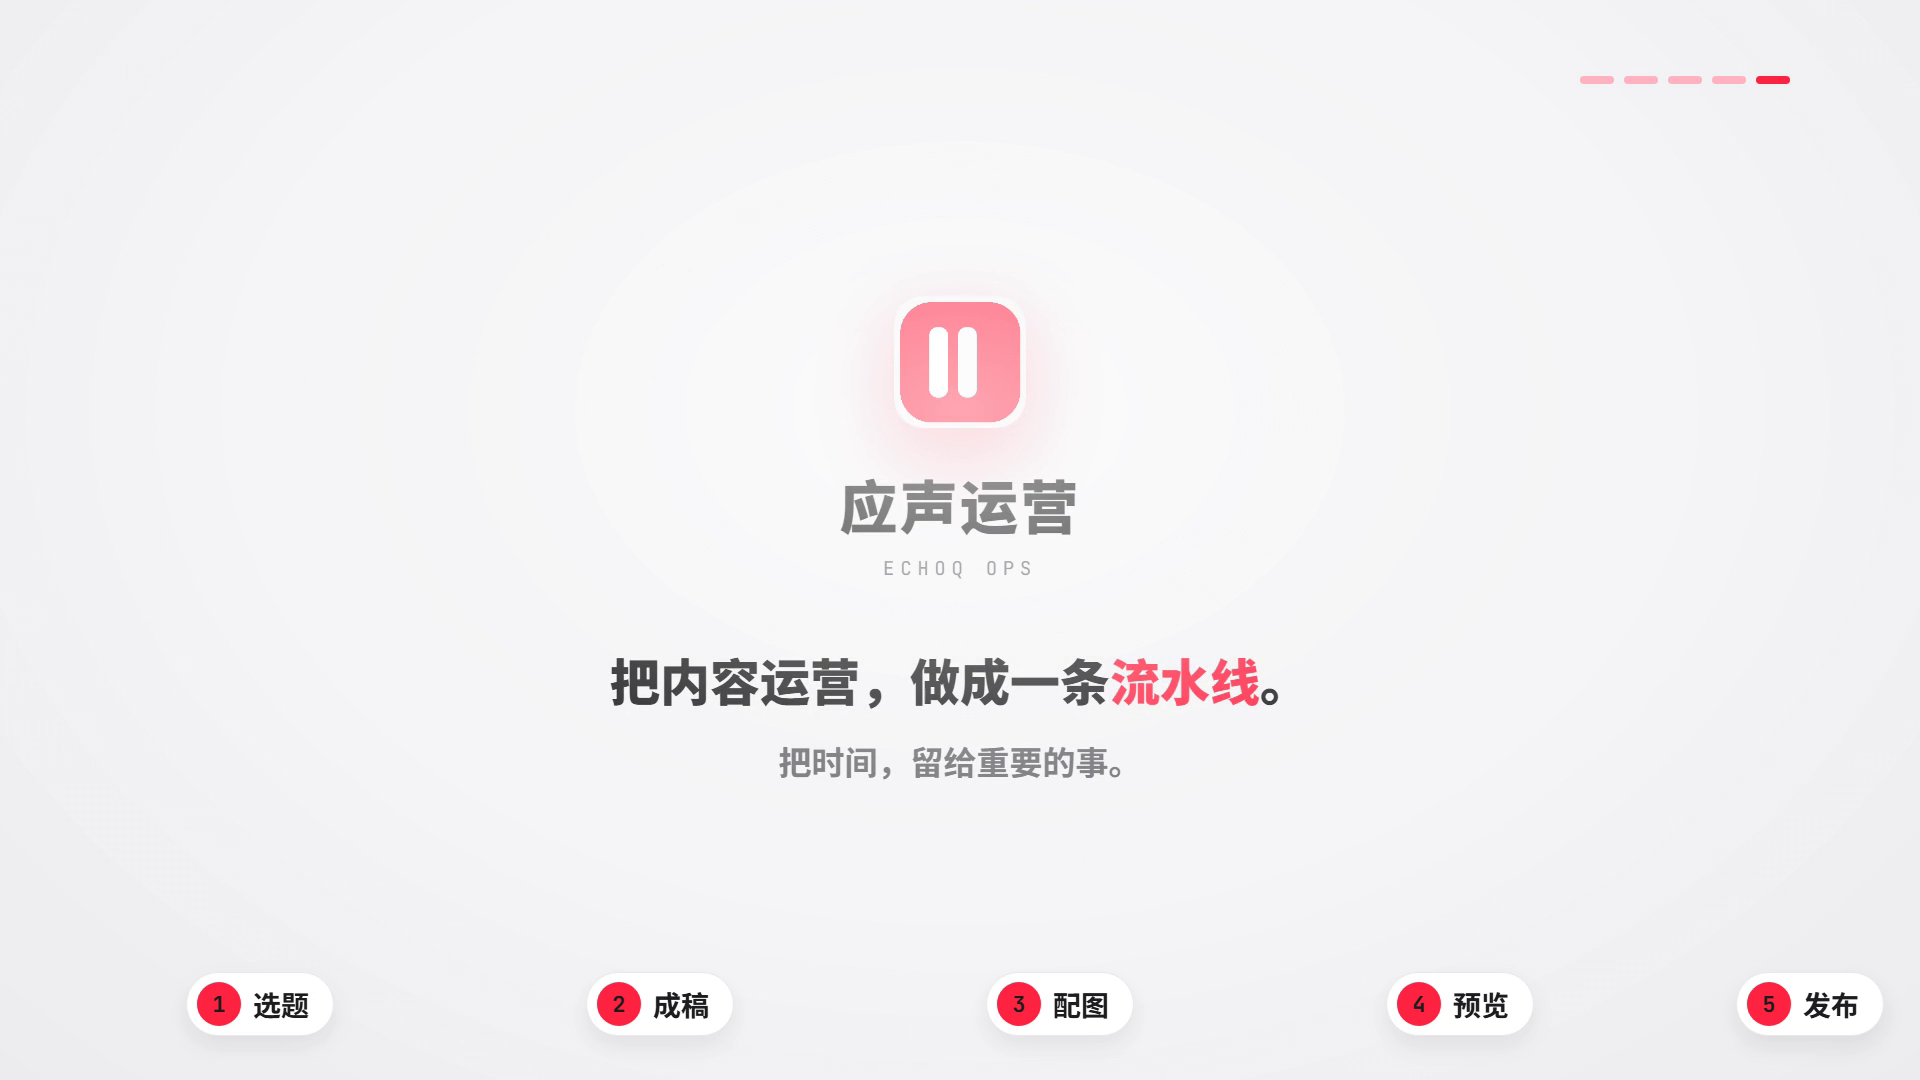 应声运营
ECHOQ OPS
把内容运营，做成一条流水线。
把时间，留给重要的事。
1 选题
2 成稿
3 配图
4 预览
5 发布